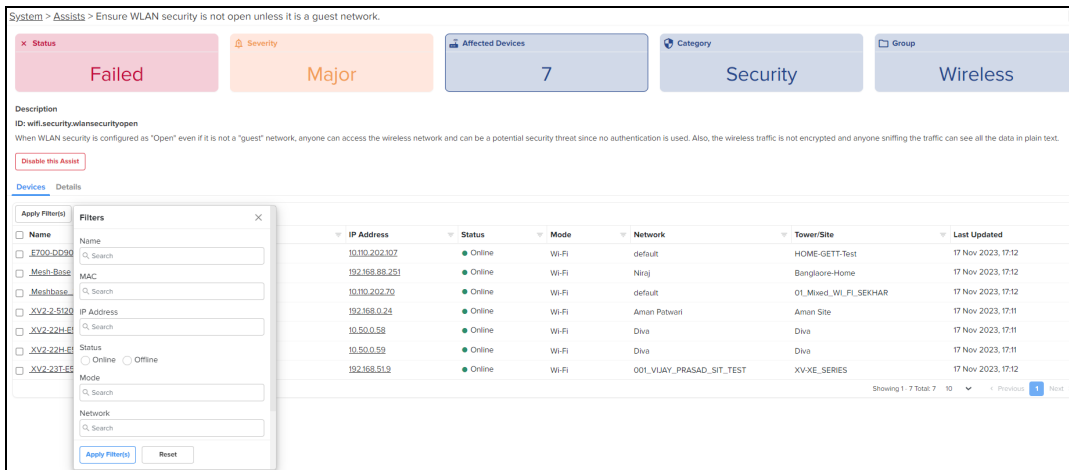 System > Assists > Ensure WLAN security is not open unless it is a guest network.
Status
Failed
Severity
Major
Affected Devices
7
Category
Security
Group
Wireless
Description
ID: wifi.security.wlansecurityopen
When WLAN security is configured as "Open" even if it is not a "guest" network, anyone can access the wireless network and can be a potential security threat since no authentication is used. Also, the wireless traffic is not encrypted and anyone sniffing the traffic can see all the data in plain text.
Disable this Assist
Devices Details
Apply Filter(s)
Filters
Name
Search
MAC
Search
IP Address
Search
Status
Online Offline
Mode
Search
Network
Search
Apply Filter(s) Reset
Name IP Address Status Mode Network Tower/Site Last Updated
E700-DD90 10.110.202.107 Online Wi-Fi default HOME-GETT-Test 17 Nov 2023, 17:12
Mesh-Base 192.168.88.251 Online Wi-Fi Niraj Banglaore-Home 17 Nov 2023, 17:12
Meshbase_ 10.110.202.70 Online Wi-Fi default 01_Mixed_WI_FI_SEKHAR 17 Nov 2023, 17:12
XV2-2-5120 192.168.0.24 Online Wi-Fi Aman Patwari Aman Site 17 Nov 2023, 17:11
XV2-22H-E5 10.50.0.58 Online Wi-Fi Diva Diva 17 Nov 2023, 17:11
XV2-22H-E5 10.50.0.59 Online Wi-Fi Diva Diva 17 Nov 2023, 17:11
XV2-23T-E5 192.168.51.9 Online Wi-Fi 001_VIJAY_PRASAD_SIT_TEST XV-XE_SERIES 17 Nov 2023, 17:12
Showing 1 - 7 Total: 7 10 < Previous 1 Next